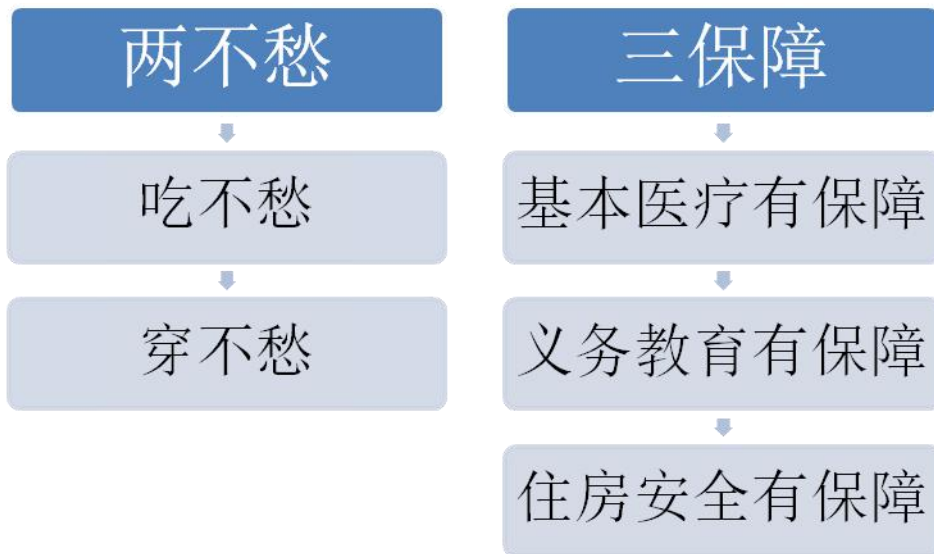 两不愁
吃不愁
穿不愁
三保障
基本医疗有保障
义务教育有保障
住房安全有保障